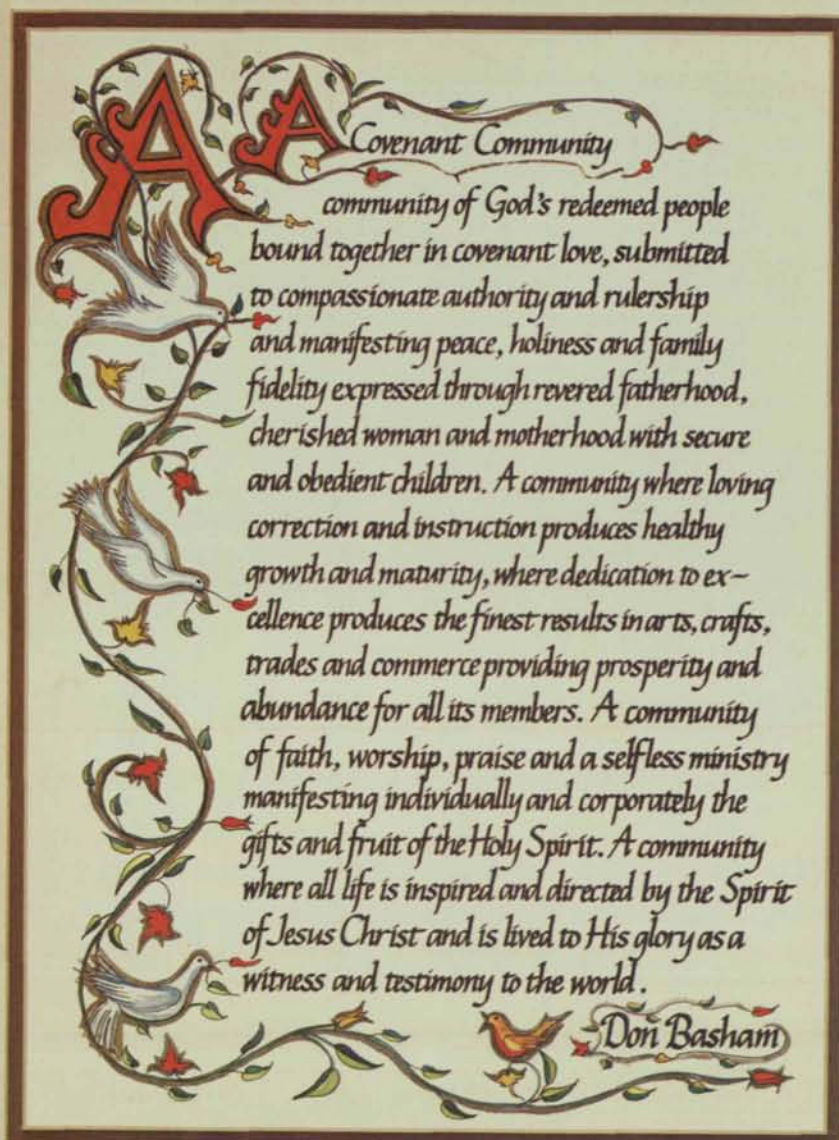 A Covenant Community
A community of God's redeemed people
bound together in covenant love, submitted
to compassionate authority and rulership
and manifesting peace, holiness and family
fidelity expressed through revered fatherhood,
cherished woman and motherhood with secure
and obedient children. A community where loving
correction and instruction produces healthy
growth and maturity, where dedication to ex-
cellence produces the finest results in arts, crafts,
trades and commerce providing prosperity and
abundance for all its members. A community
of faith, worship, praise and a selfless ministry
manifesting individually and corporately the
gifts and fruit of the Holy Spirit. A community
where all life is inspired and directed by the Spirit
of Jesus Christ and is lived to His glory as a
witness and testimony to the world.
Don Basham